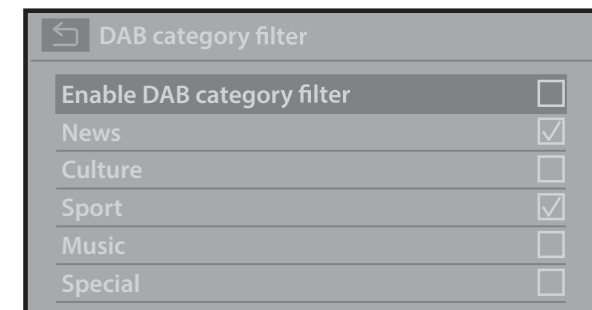 DAB category filter
Enable DAB category filter
News
Culture
Sport
Music
Special